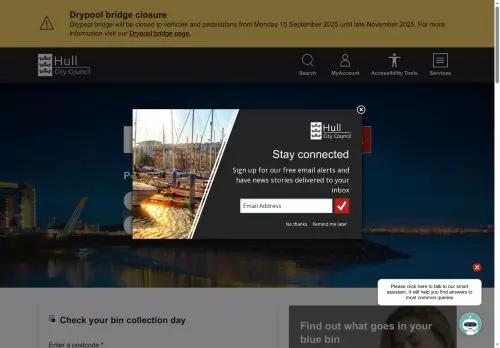 Drypool bridge closure
Drypool bridge will be closed to vehicles and pedestrians from Monday 15 September 2025 until late November 2025. For more
information visit our Drypool bridge page.
Hull
City Council
Search
MyAccount
Accessibility Tools
Services
Hull
City Council
Stay connected
Sign up for our free email alerts and
have news stories delivered to your
inbox
Email Address
No thanks
Remind me later
Please click here to talk to our smart
assistant, it will help you find answers to
most common queries
Check your bin collection day
Enter a postcode *
Find out what goes in your
blue bin